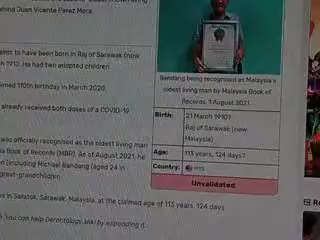 ehind Juan Vicente Pérez Mora.
aims to have been born in Raj of Sarawak (now
h 1910. He had two adopted children.
aimed 110th birthday in March 2020.
already received both doses of a COVID-19
was officially recognised as the oldest living man
ia Book of Records (MBR). As of August 2021, he
en (including Michael Bandang (aged 24 in
great-grandchildren.
s in Saratok, Sarawak, Malaysia, at the claimed age of 113 years, 124 days
e. You can help Gerontology Wiki by expanding it.
Bandang being recognised as Malaysia's
oldest living man by Malaysia Book of
Records, 1 August 2021.
Birth:
21 March 1910?
Raj of Sarawak (now
Malaysia)
Age:
113 years, 124 days?
Country:
MYS
Unvalidated